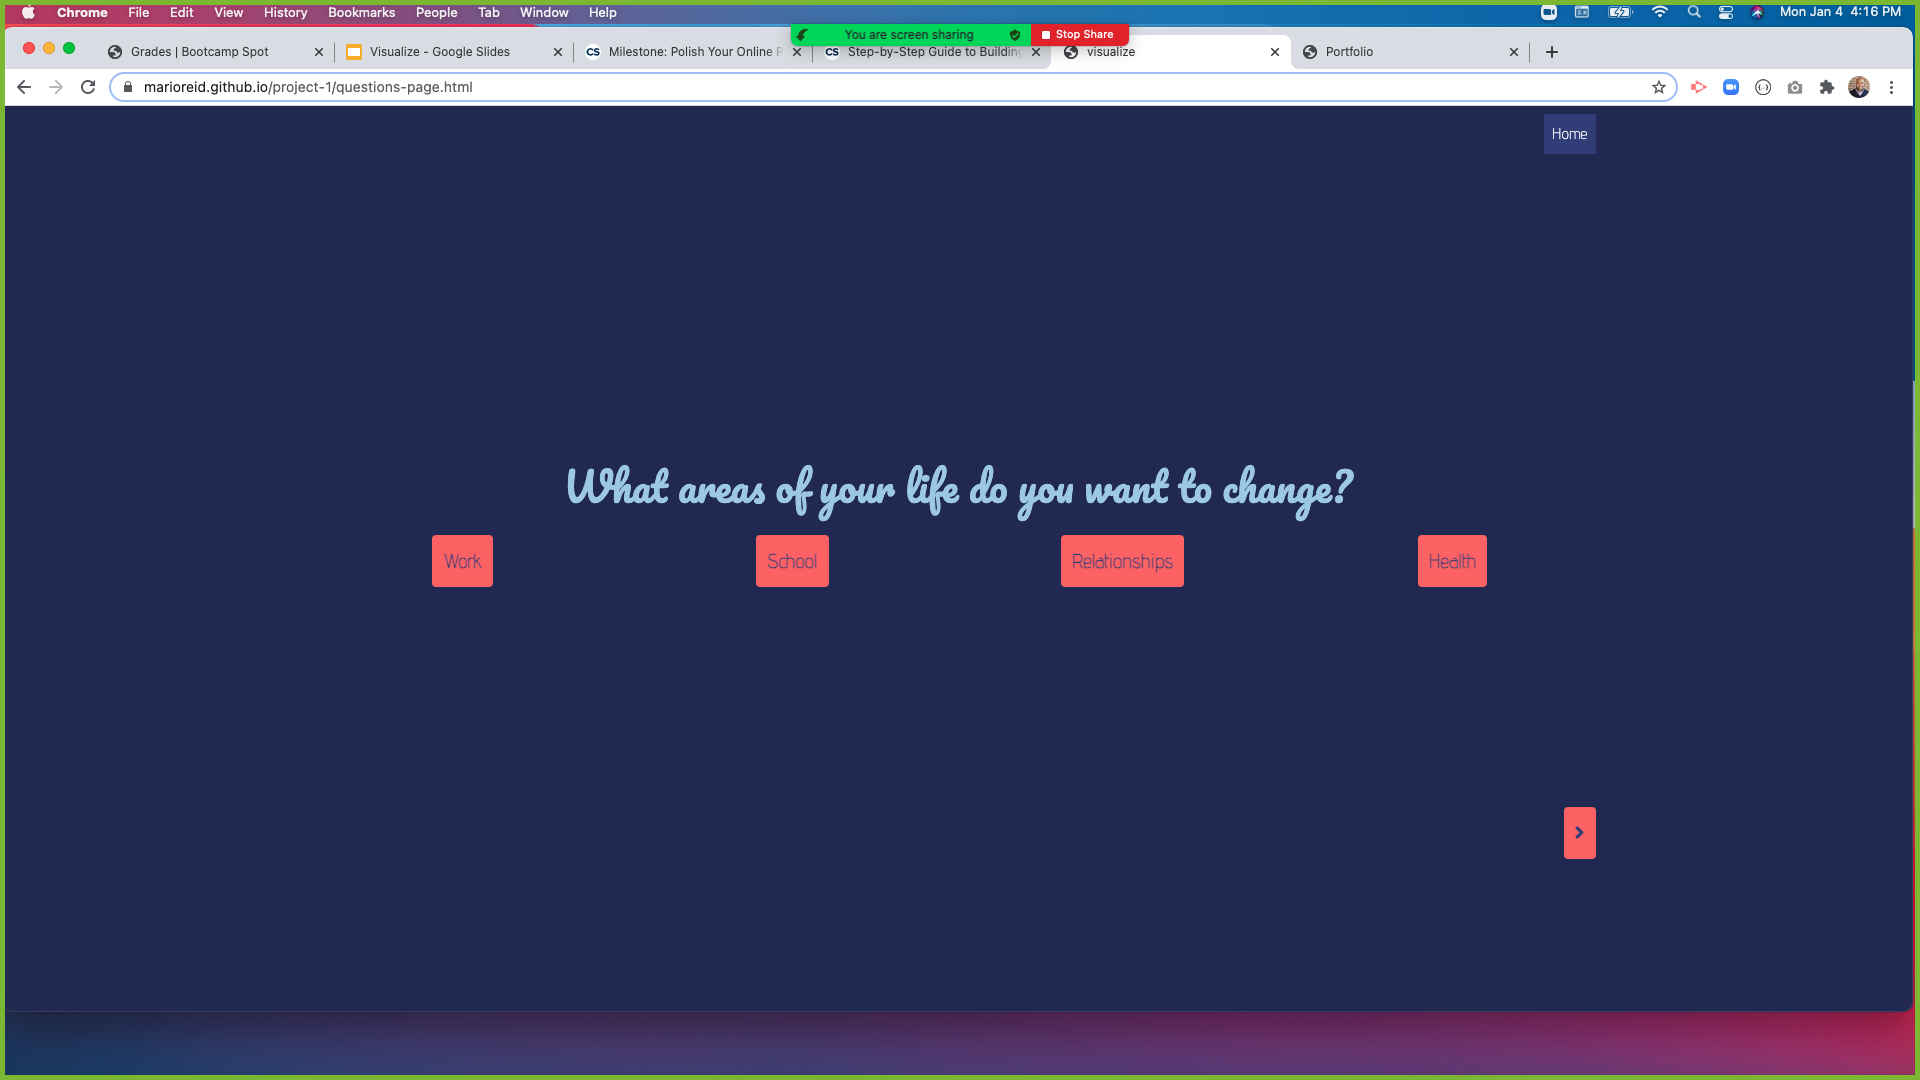 Chrome File Edit View History Bookmarks People Tab Window Help Mon Jan 4 4:16 PM
You are screen sharing Stop Share
Grades | Bootcamp Spot Visualize - Google Slides CS Milestone: Polish Your Online P CS Step-by-Step Guide to Building visualize Portfolio
marioreid.github.io/project-1/questions-page.html
Home
What areas of your life do you want to change?
Work School Relationships Health